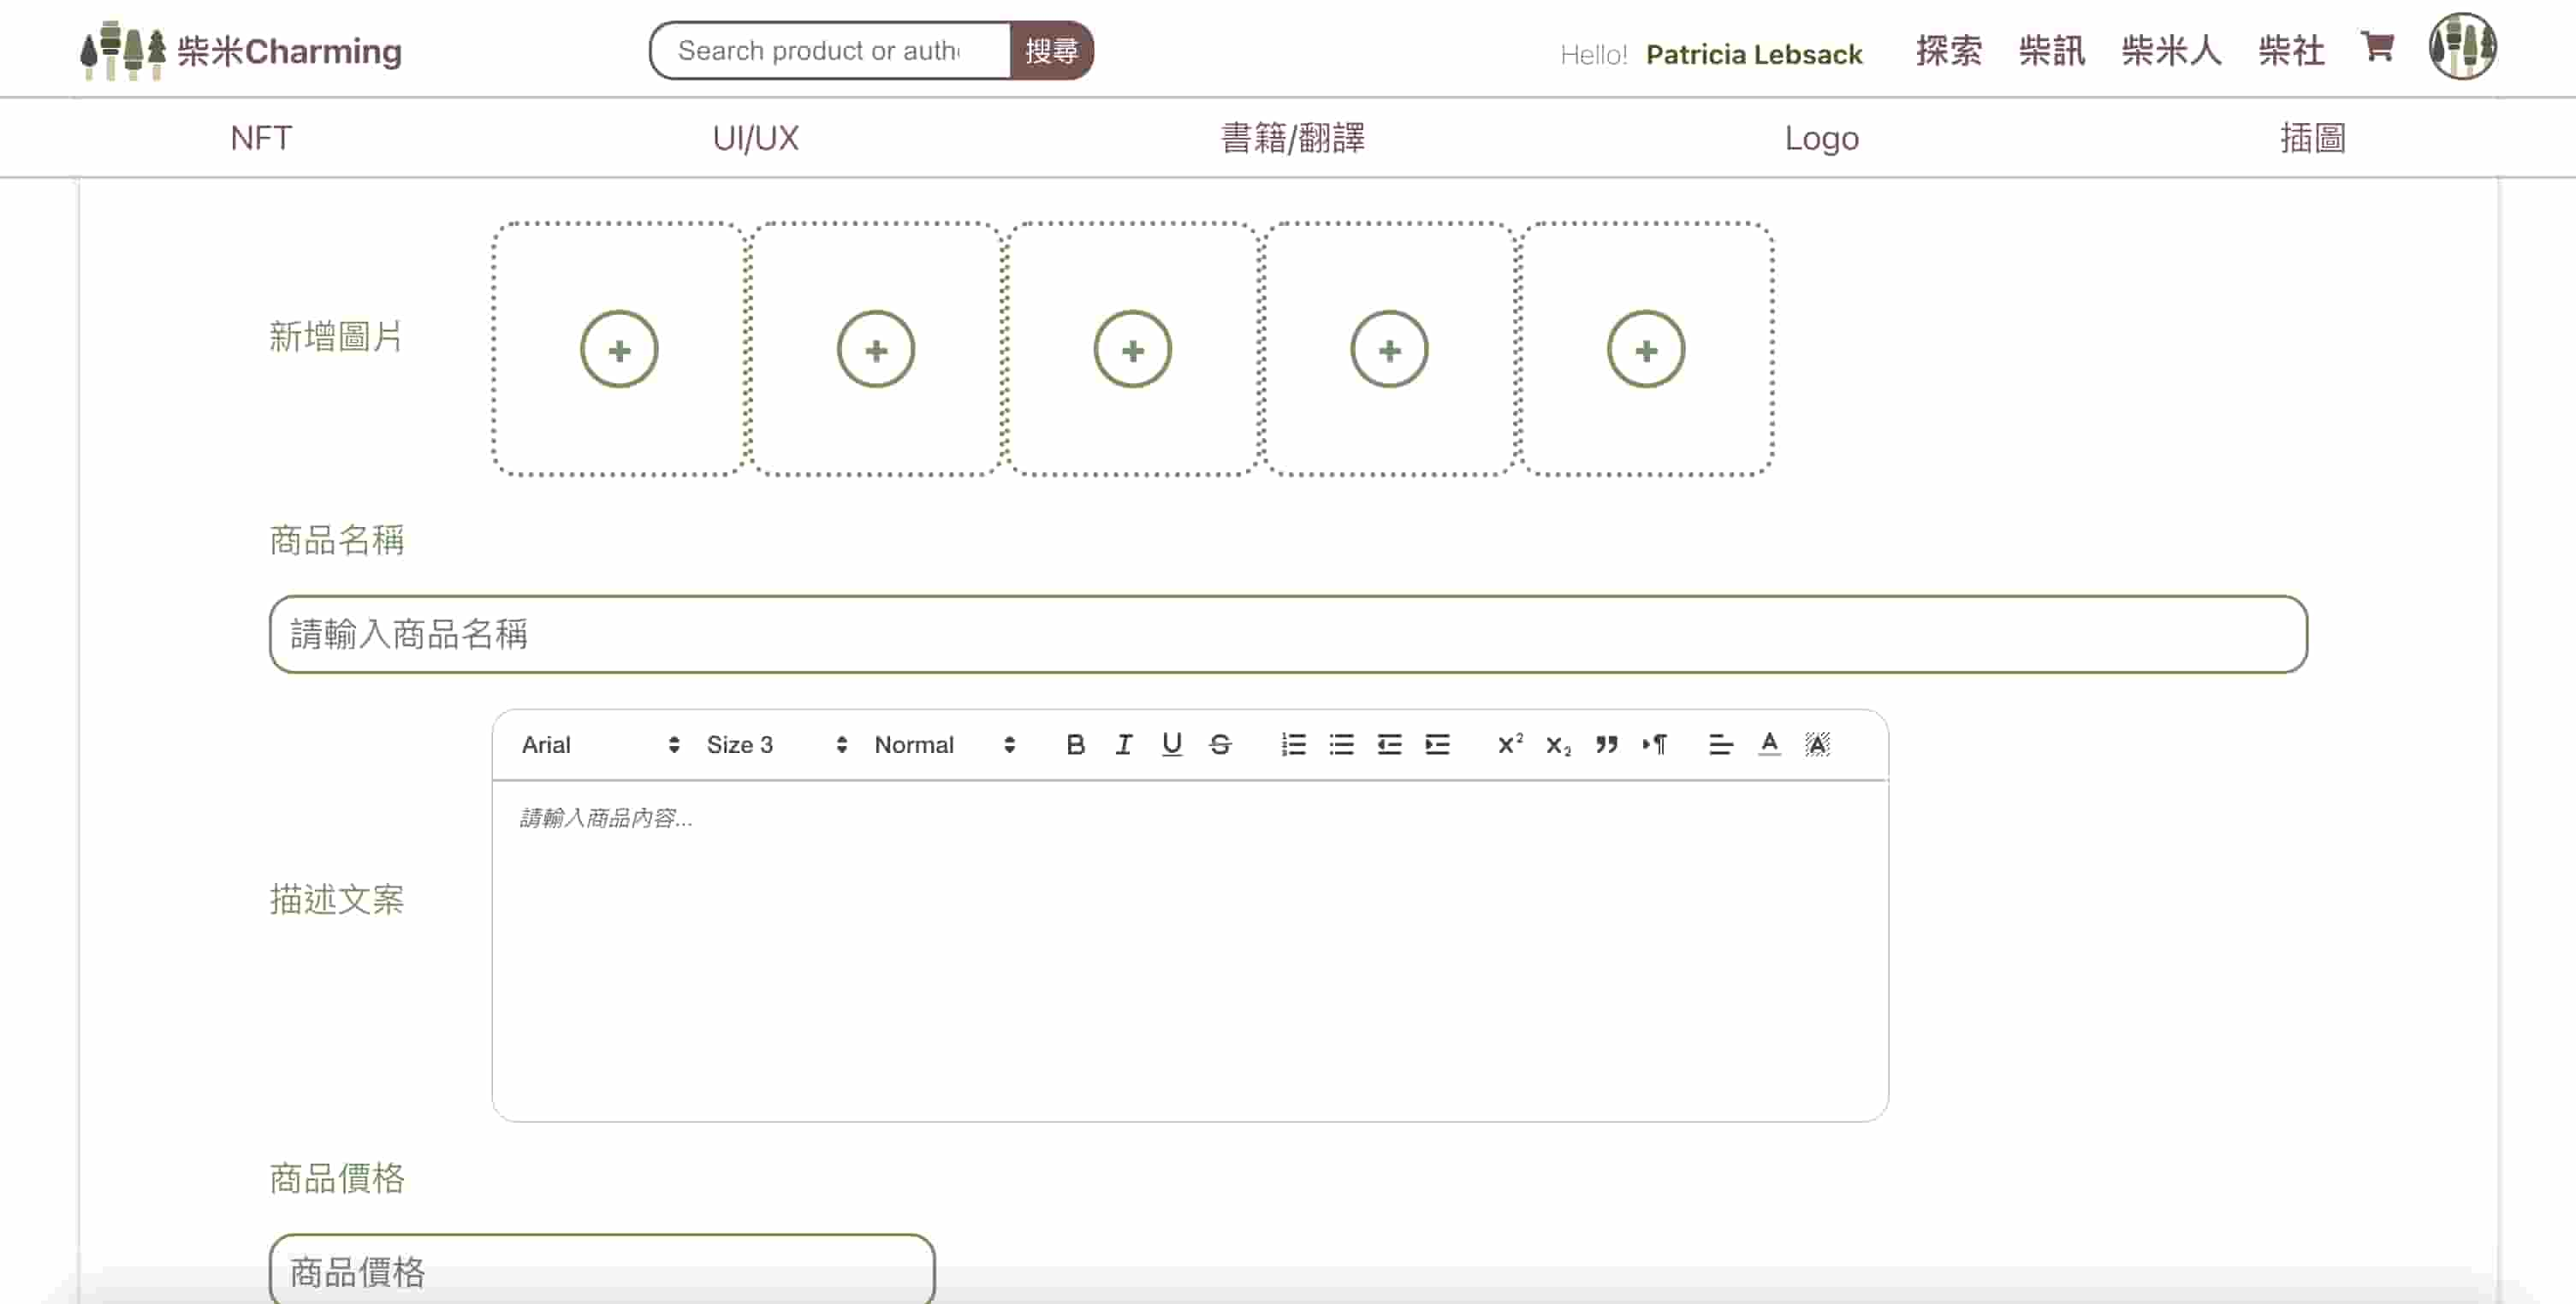 柴米Charming
Search product or auth
搜尋
Hello! Patricia Lebsack
探索 柴訊 柴米人 柴社
NFT UI/UX 書籍/翻譯 Logo 插圖
新增圖片
商品名稱
請輸入商品名稱
Arial Size 3 Normal B I U S x² x₂ A A
請輸入商品內容...
描述文案
商品價格
商品價格